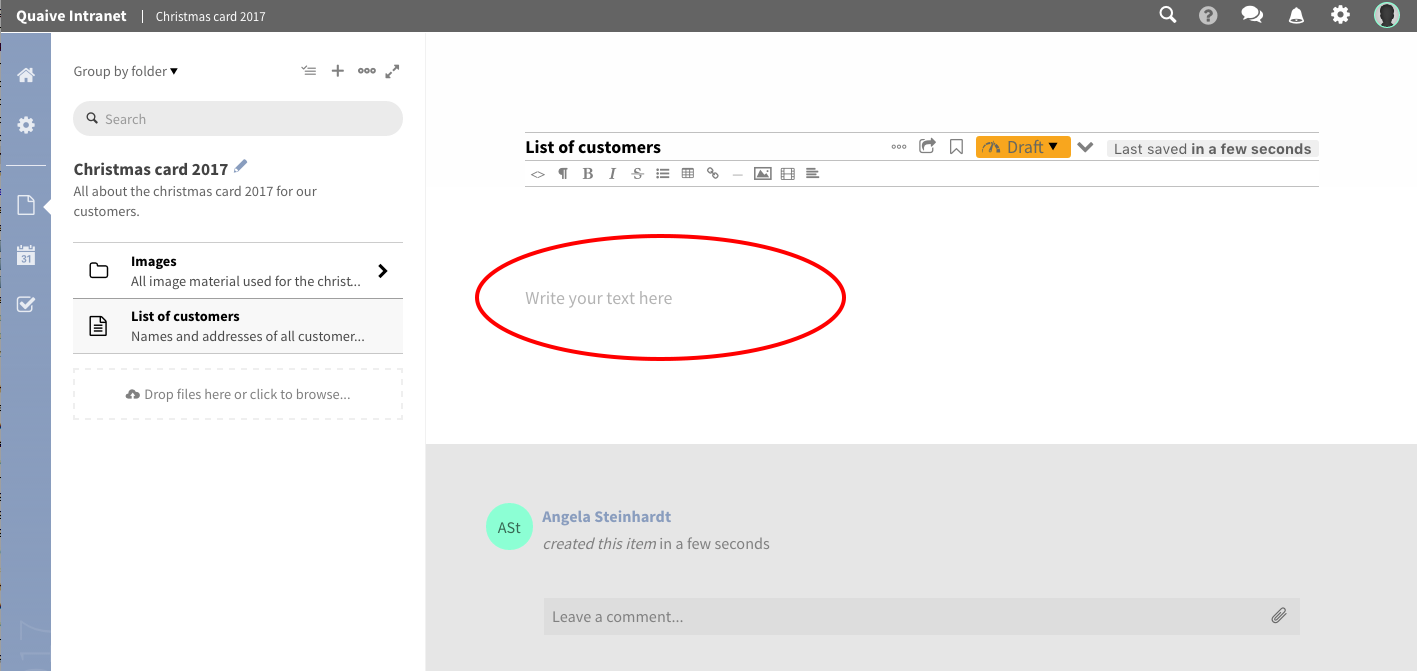 Quaive Intranet | Christmas card 2017
Group by folder
Search
Christmas card 2017
All about the christmas card 2017 for our
customers.
Images
All image material used for the christ...
List of customers
Names and addresses of all customer...
Drop files here or click to browse...
31
17
List of customers
Draft
Last saved in a few seconds
B I S
Write your text here
ASt
Angela Steinhardt
created this item in a few seconds
Leave a comment...